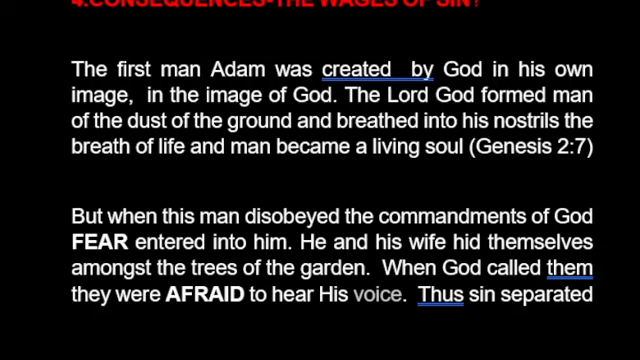 4.CONSEQUENCES-THE WAGES OF SIN?
The first man Adam was created by God in his own
image, in the image of God. The Lord God formed man
of the dust of the ground and breathed into his nostrils the
breath of life and man became a living soul (Genesis 2:7)
But when this man disobeyed the commandments of God
FEAR entered into him. He and his wife hid themselves
amongst the trees of the garden. When God called them
they were AFRAID to hear His voice. Thus sin separated